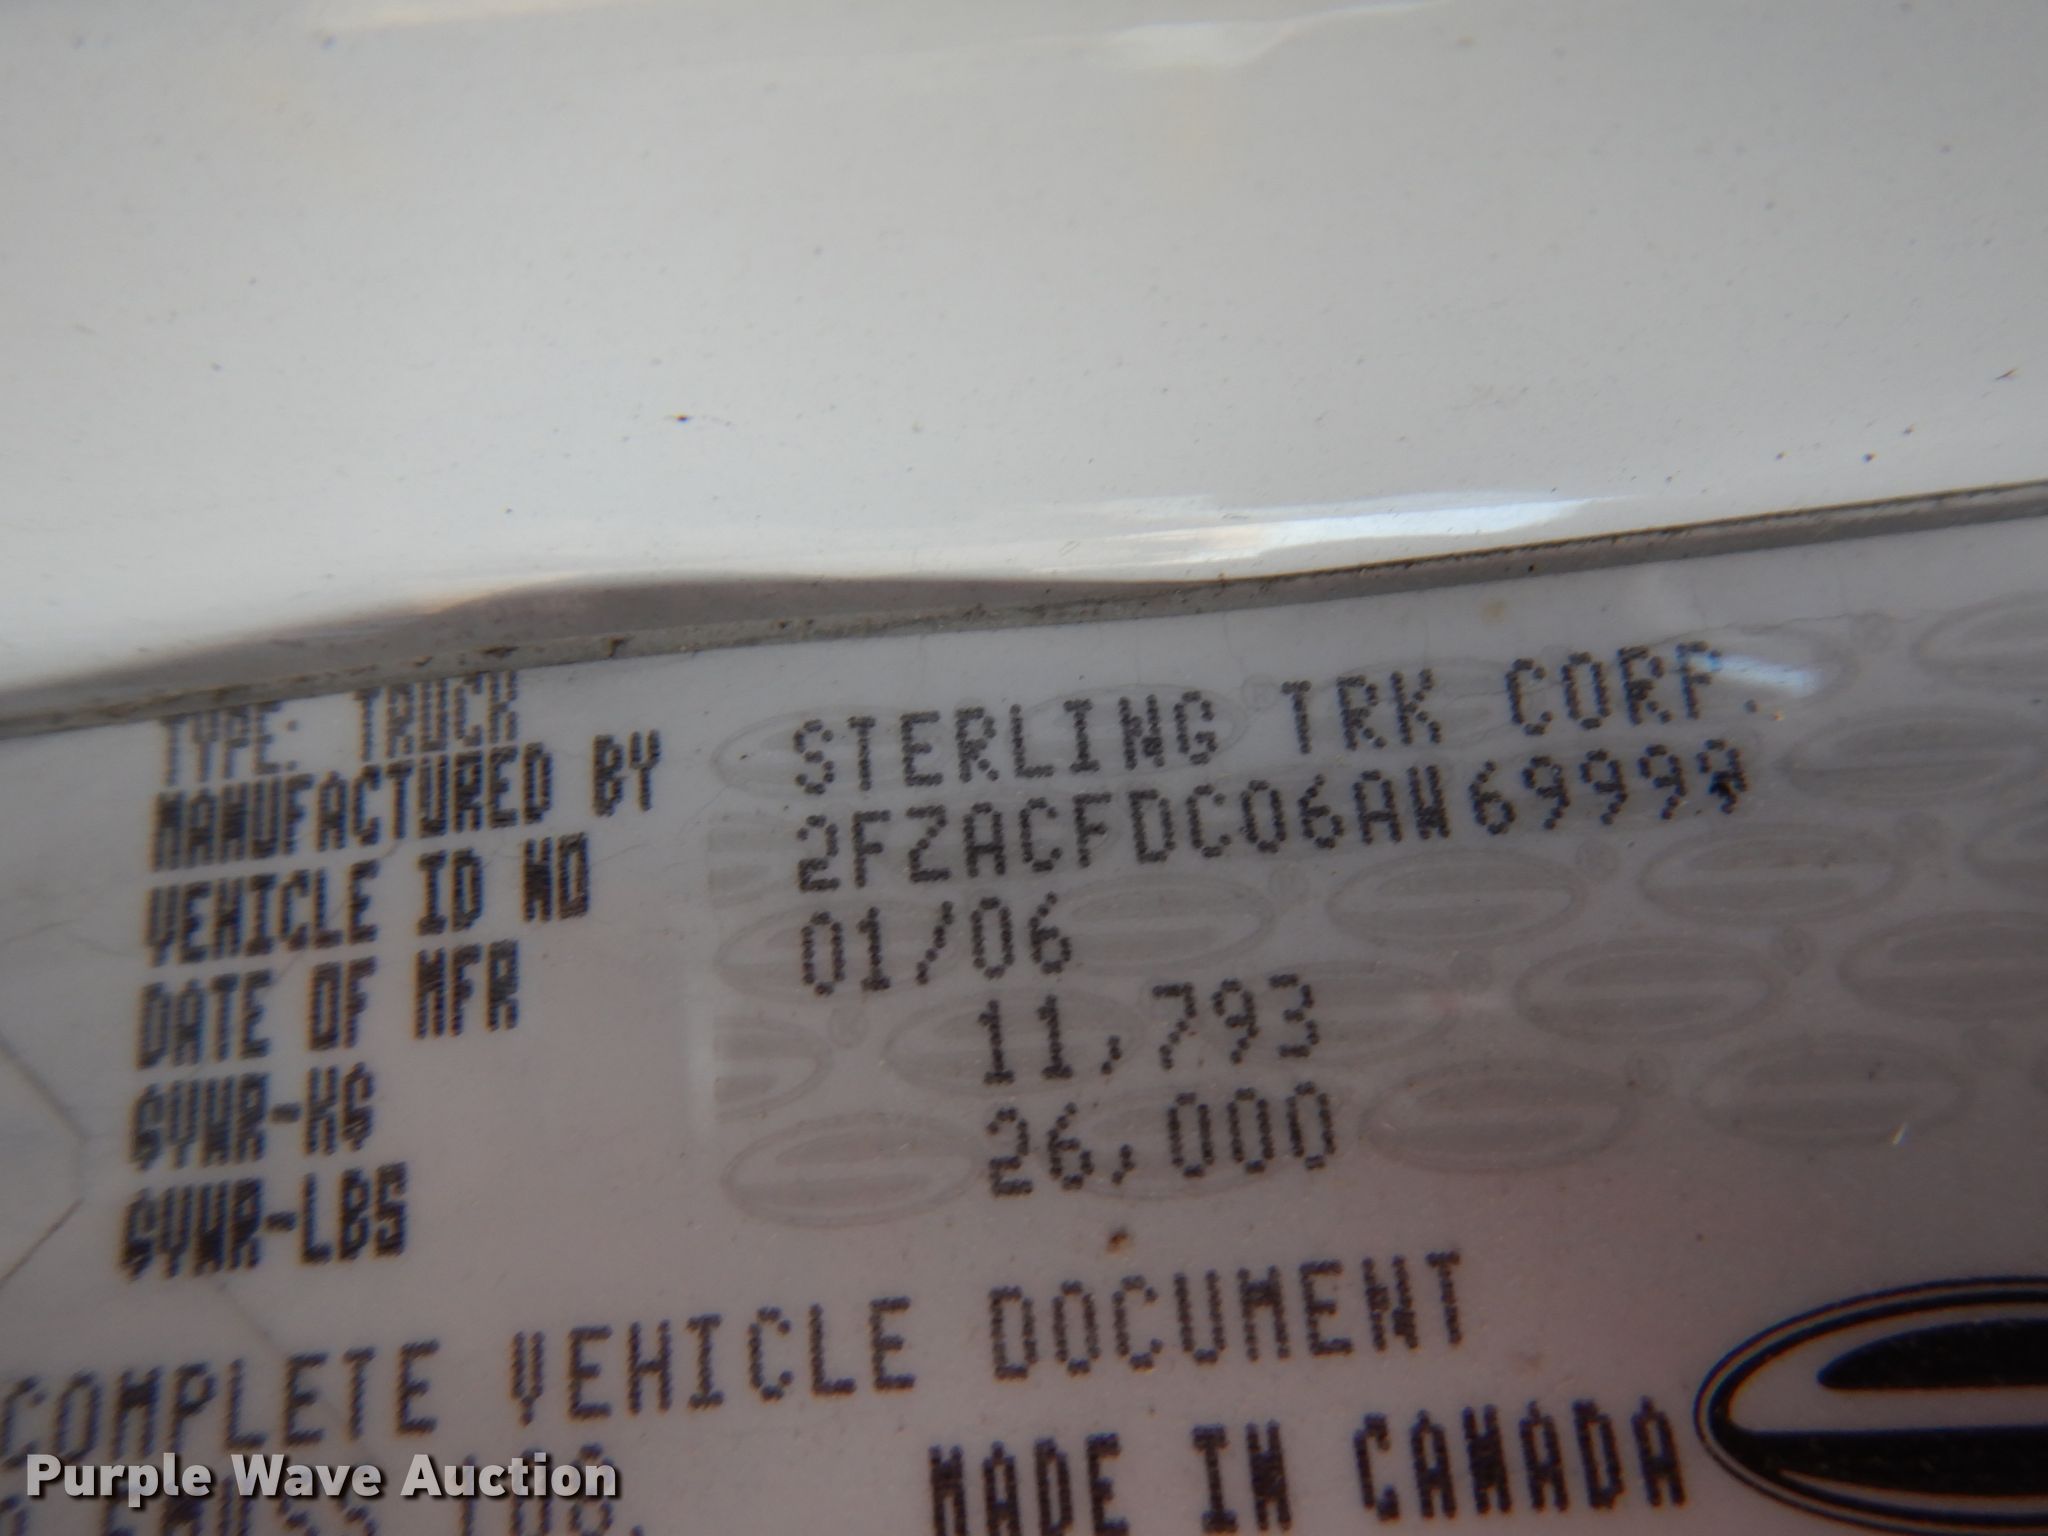 TYPE: TRUCK
MANUFACTURED BY STERLING TRK CORP.
VEHICLE ID NO 2FZACFDC06AW69999
DATE OF MFR 01/06
GVWR-KG 11,793
GVWR-LBS 26,000
COMPLETE VEHICLE DOCUMENT
MADE IN CANADA
Purple Wave Auction